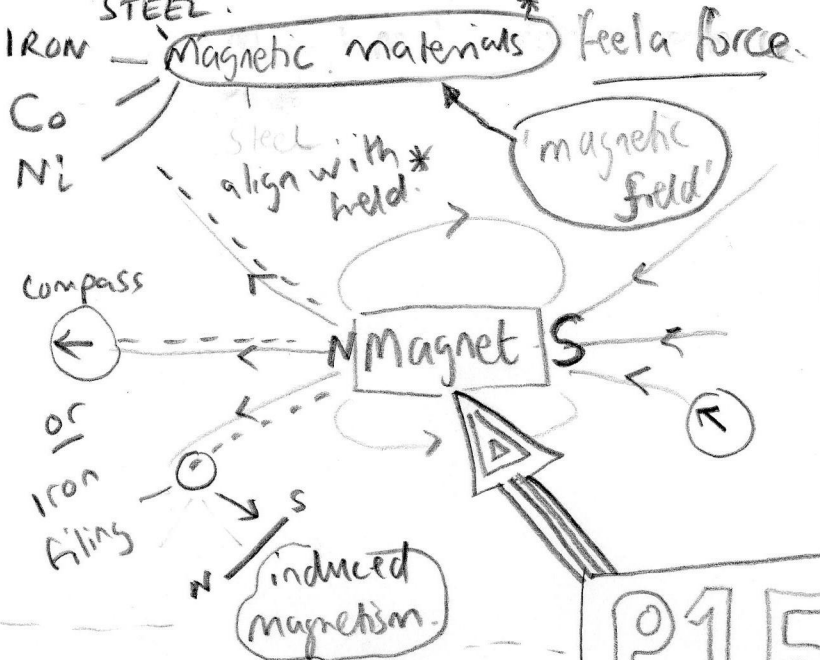 STEEL.
IRON
Magnetic materials*
Feel a force.
Co
Ni
steel
align with *
field.
'magnetic
field'
compass
N
Magnet
S
or
Iron
filing
S
N
induced
magnetism.
P15